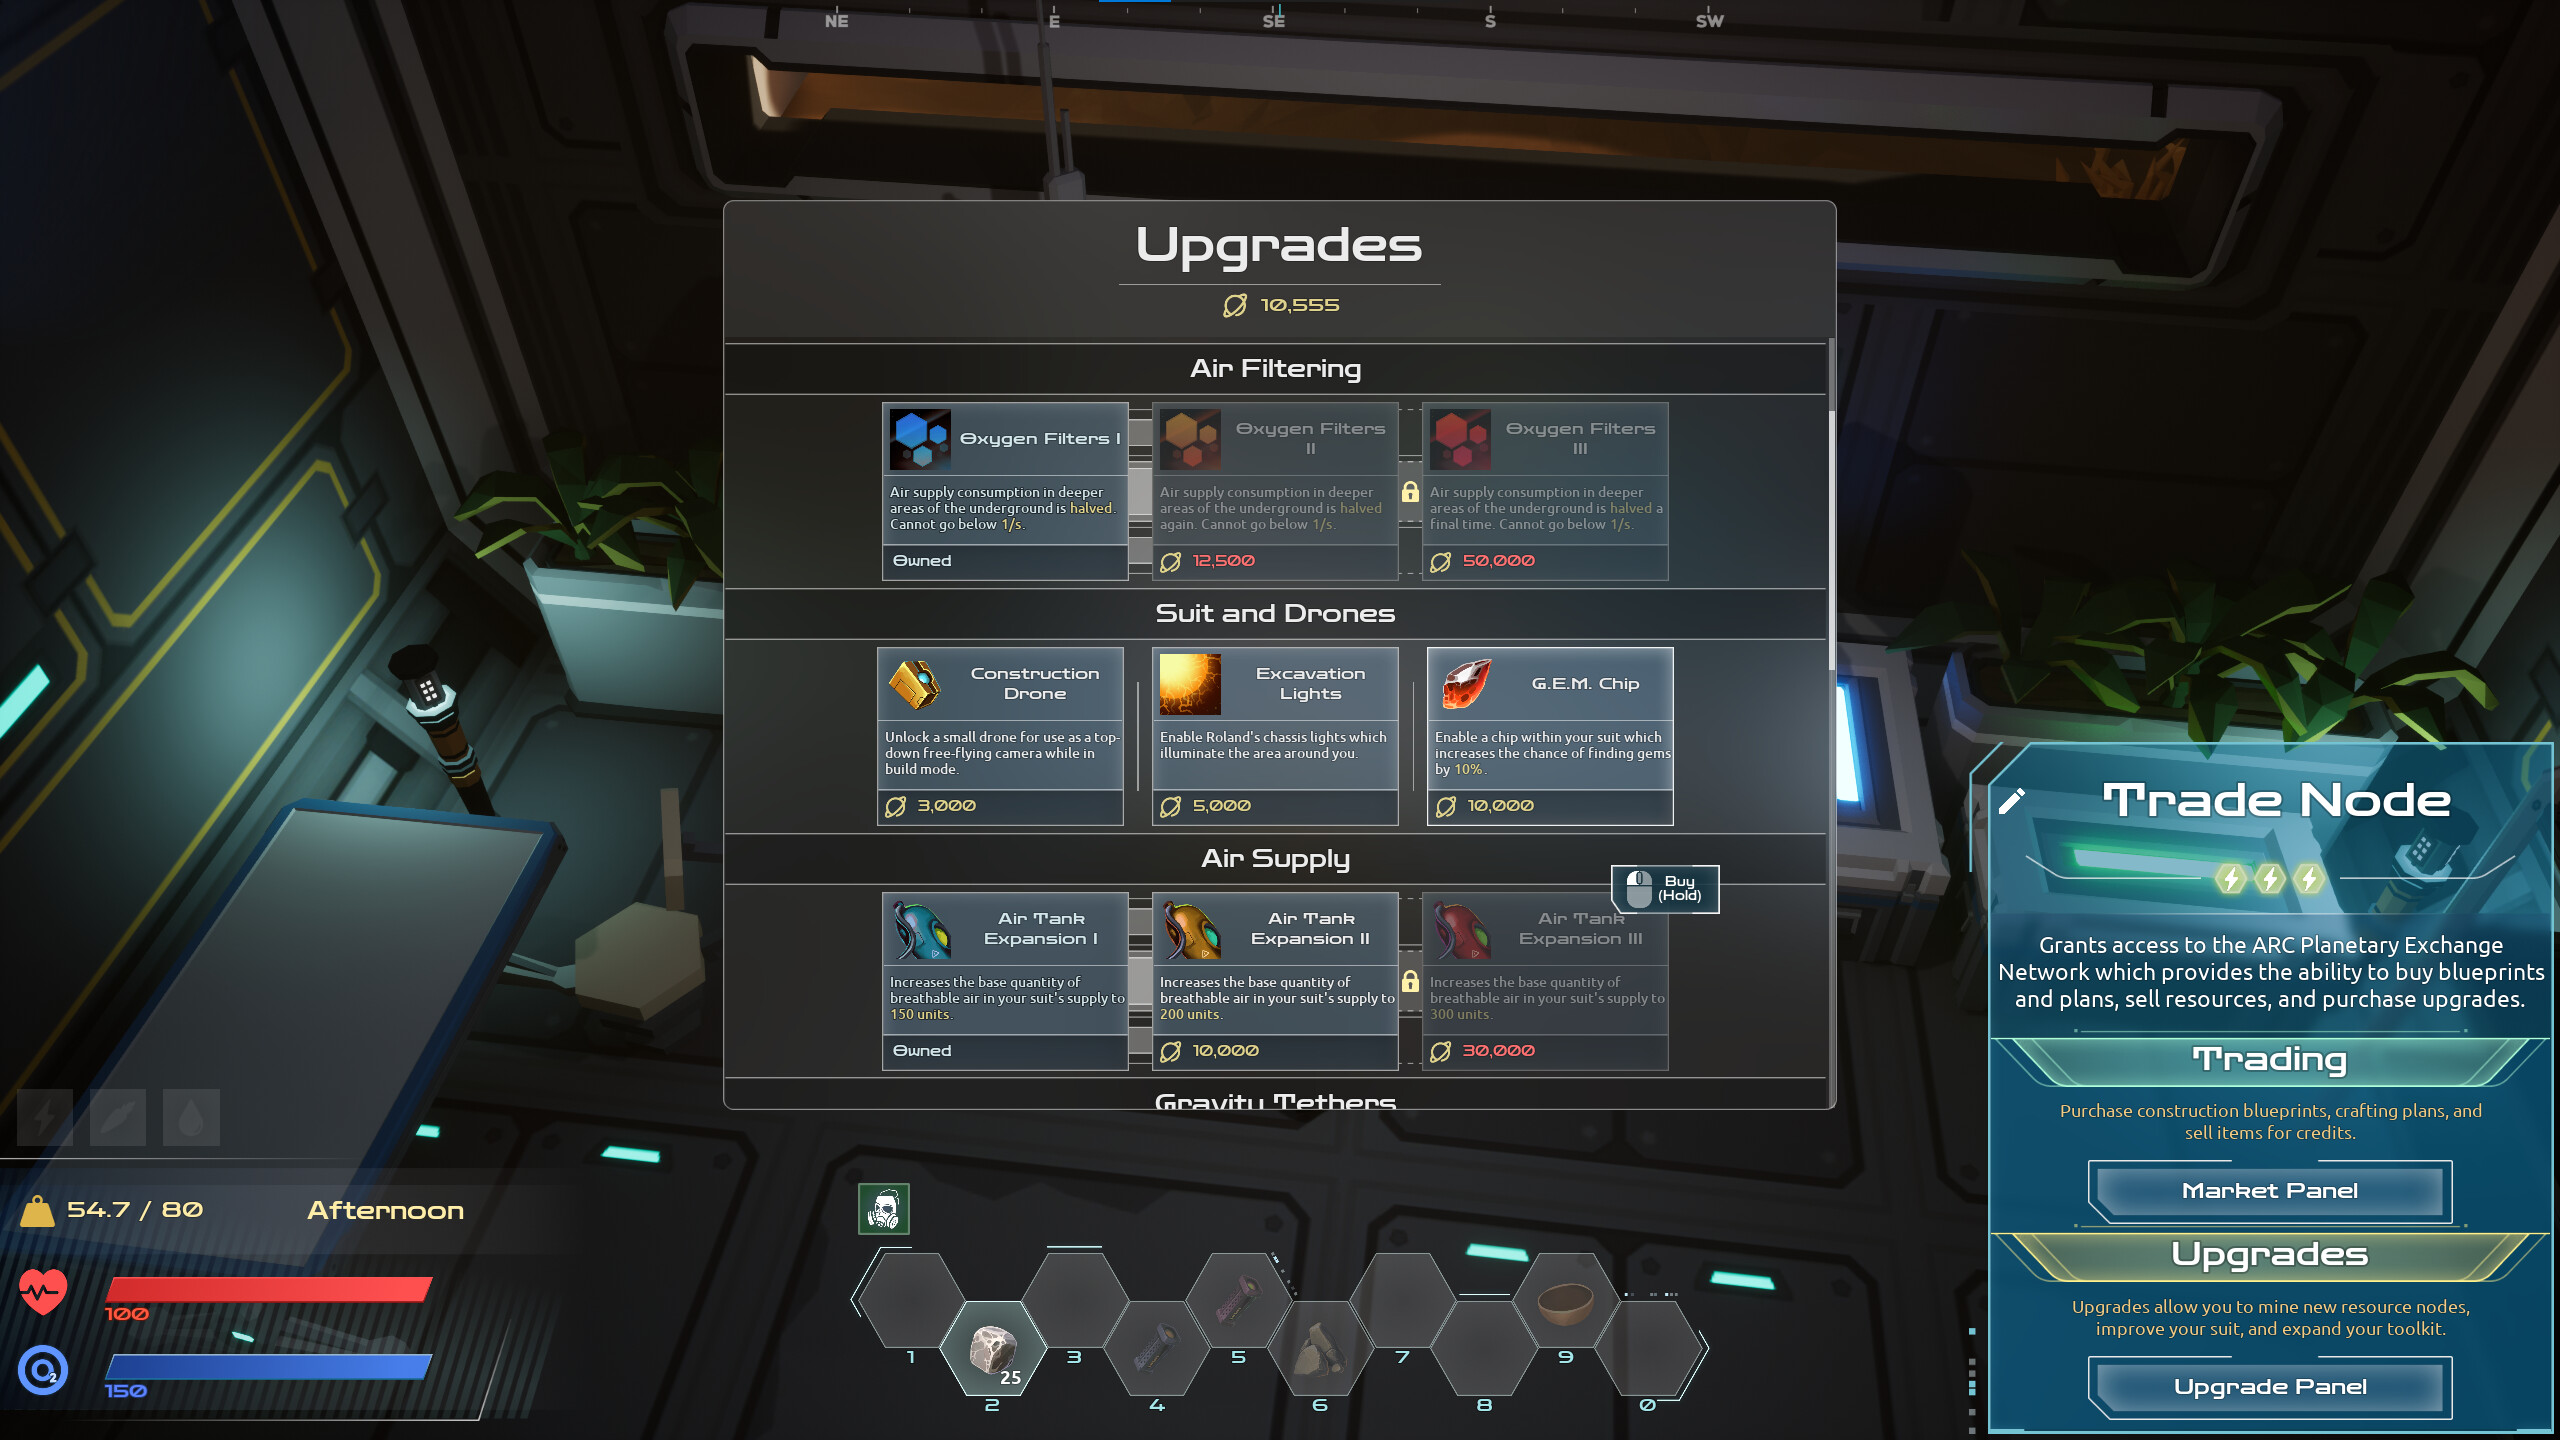 NE
E
SE
S
SW
Upgrades
10,555
Air Filtering
Oxygen Filters I
Air supply consumption in deeper
areas of the underground is halved.
Cannot go below 1/s.
Owned
Oxygen Filters
II
Air supply consumption in deeper
areas of the underground is halved
again. Cannot go below 1/s.
12,500
Oxygen Filters
III
Air supply consumption in deeper
areas of the underground is halved a
final time. Cannot go below 1/s.
50,000
Suit and Drones
Construction
Drone
Unlock a small drone for use as a top-
down free-flying camera while in
build mode.
3,000
Excavation
Lights
Enable Roland's chassis lights which
illuminate the area around you.
5,000
G.E.M. Chip
Enable a chip within your suit which
increases the chance of finding gems
by 10%.
10,000
Air Supply
Buy
(Hold)
Air Tank
Expansion I
Increases the base quantity of
breathable air in your suit's supply to
150 units.
Owned
Air Tank
Expansion II
Increases the base quantity of
breathable air in your suit's supply to
200 units.
10,000
Air Tank
Expansion III
Increases the base quantity of
breathable air in your suit's supply to
300 units.
30,000
Gravity Tethers
Trade Node
Grants access to the ARC Planetary Exchange
Network which provides the ability to buy blueprints
and plans, sell resources, and purchase upgrades.
Trading
Purchase construction blueprints, crafting plans, and
sell items for credits.
Market Panel
Upgrades
Upgrades allow you to mine new resource nodes,
improve your suit, and expand your toolkit.
Upgrade Panel
54.7 / 80
Afternoon
100
O2
150
25
1
2
3
4
5
6
7
8
9
0